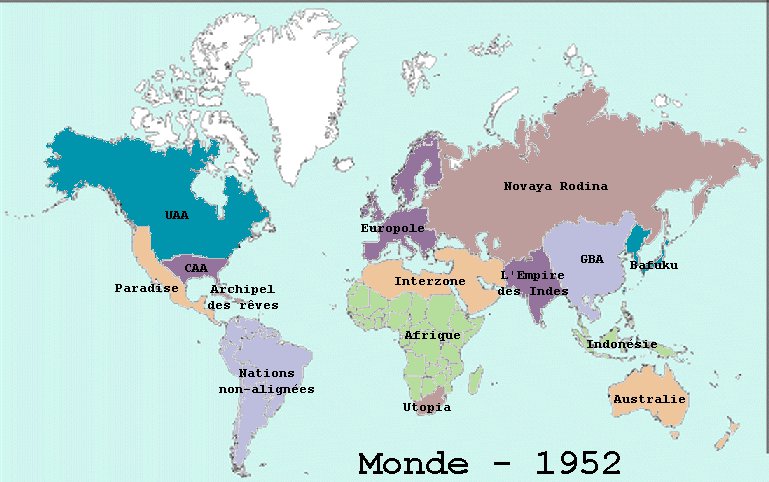 Novaya Rodina
UAA
Europole
GBA
CAA
Bafuku
L'Empire
des Indes
Interzone
Paradise
Archipel
des rêves
Afrique
Indonésie
Nations
non-alignées
Australie
Utopia
Monde - 1952